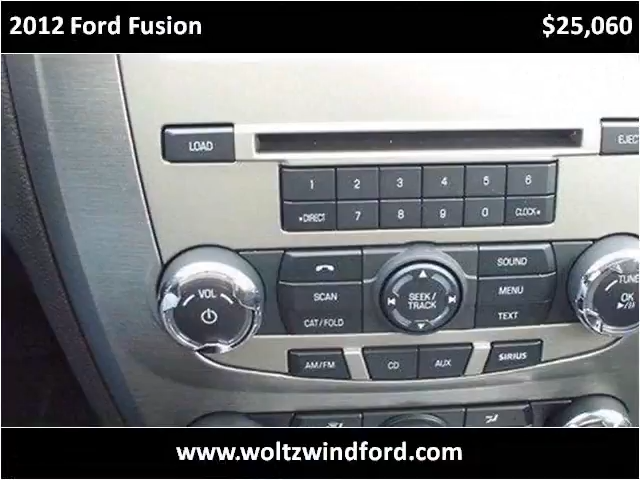 2012 Ford Fusion $25,060
LOAD EJECT
1 2 3 4 5 6
•DIRECT 7 8 9 0 CLOCK•
VOL SCAN CAT/FOLD SEEK/ TRACK SOUND MENU TEXT TUNE OK
AM/FM CD AUX SIRIUS
www.woltzwindford.com